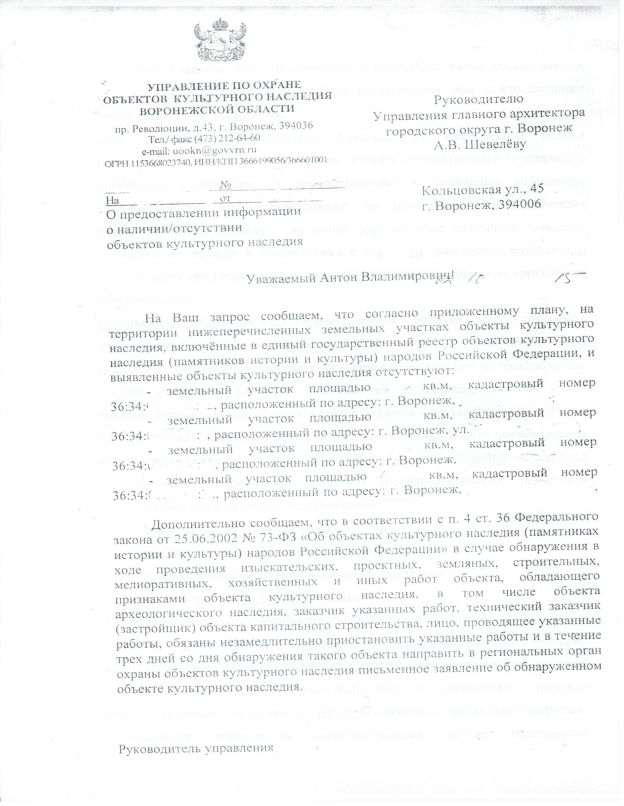 УПРАВЛЕНИЕ ПО ОХРАНЕ
ОБЪЕКТОВ КУЛЬТУРНОГО НАСЛЕДИЯ
ВОРОНЕЖСКОЙ ОБЛАСТИ
пр. Революции, д.43, г. Воронеж, 394036
Тел./ факс (473) 212-64-60
e-mail: uookn@govvrn.ru
ОГРН 1153668023740, ИНН/КПП 3666199056/366601001
№
На от
О предоставлении информации
о наличии/отсутствии
объектов культурного наследия
Руководителю
Управления главного архитектора
городского округа г. Воронеж
А.В. Шевелёву
Кольцовская ул., 45
г. Воронеж, 394006
Уважаемый Антон Владимирович!
На Ваш запрос сообщаем, что согласно приложенному плану, на
территории нижеперечисленных земельных участках объекты культурного
наследия, включённые в единый государственный реестр объектов культурного
наследия (памятников истории и культуры) народов Российской Федерации, и
выявленные объекты культурного наследия отсутствуют:
- земельный участок площадью кв.м, кадастровый номер
36:34: , расположенный по адресу: г. Воронеж,
- земельный участок площадью кв.м, кадастровый номер
36:34: , расположенный по адресу: г. Воронеж, ул.
- земельный участок площадью кв.м, кадастровый номер
36:34: , расположенный по адресу: г. Воронеж.
- земельный участок площадью кв.м, кадастровый номер
36:34: , расположенный по адресу: г. Воронеж,
Дополнительно сообщаем, что в соответствии с п. 4 ст. 36 Федерального
закона от 25.06.2002 № 73-ФЗ «Об объектах культурного наследия (памятниках
истории и культуры) народов Российской Федерации» в случае обнаружения в
ходе проведения изыскательских, проектных, земляных, строительных,
мелиоративных, хозяйственных и иных работ объекта, обладающего
признаками объекта культурного наследия, в том числе объекта
археологического наследия, заказчик указанных работ, технический заказчик
(застройщик) объекта капитального строительства, лицо, проводящее указанные
работы, обязаны незамедлительно приостановить указанные работы и в течение
трех дней со дня обнаружения такого объекта направить в региональных орган
охраны объектов культурного наследия письменное заявление об обнаруженном
объекте культурного наследия.
Руководитель управления